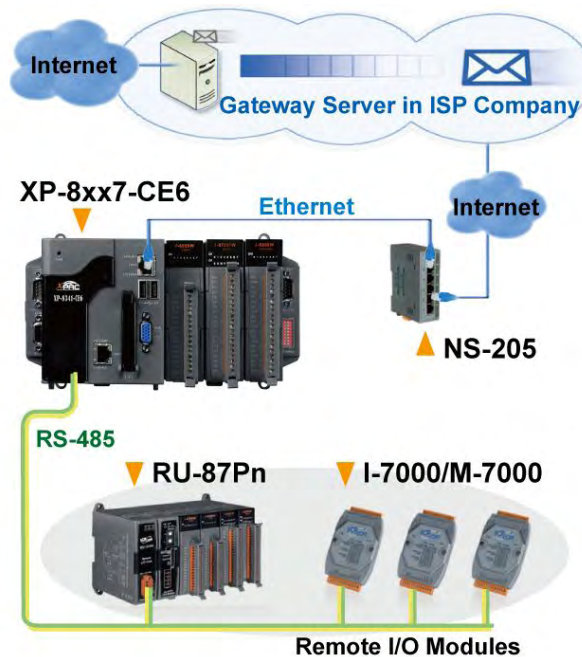 Internet
Gateway Server in ISP Company
XP-8xx7-CE6
Ethernet
Internet
NS-205
RS-485
RU-87Pn
I-7000/M-7000
Remote I/O Modules